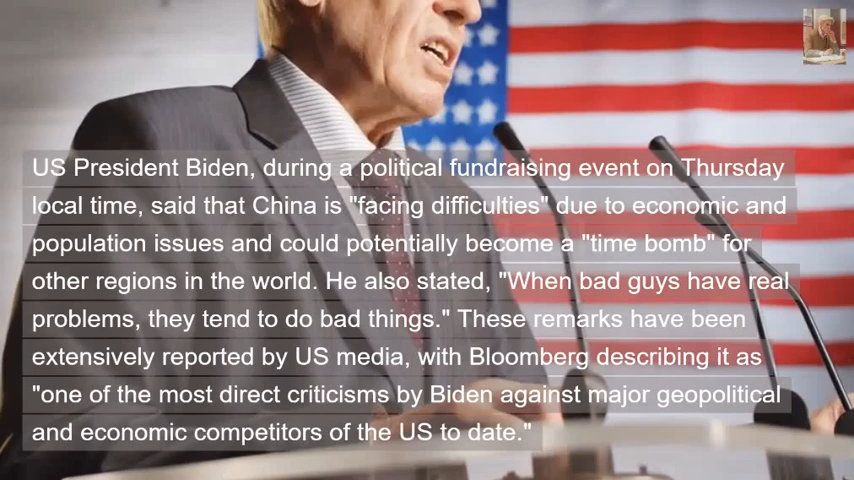 US President Biden, during a political fundraising event on Thursday
local time, said that China is "facing difficulties" due to economic and
population issues and could potentially become a "time bomb" for
other regions in the world. He also stated, "When bad guys have real
problems, they tend to do bad things." These remarks have been
extensively reported by US media, with Bloomberg describing it as
"one of the most direct criticisms by Biden against major geopolitical
and economic competitors of the US to date."